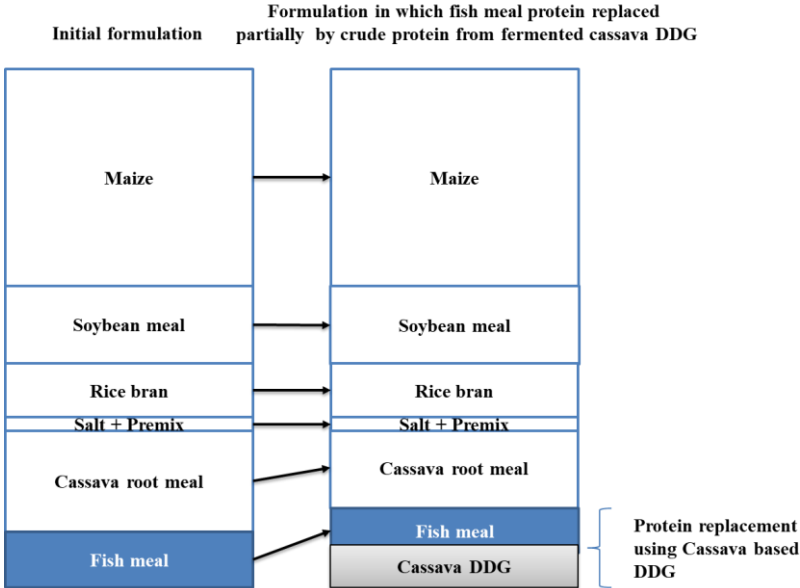 Initial formulation
Formulation in which fish meal protein replaced
partially by crude protein from fermented cassava DDG
Maize
Maize
Soybean meal
Soybean meal
Rice bran
Rice bran
Salt + Premix
Salt + Premix
Cassava root meal
Cassava root meal
Fish meal
Fish meal
Cassava DDG
Protein replacement
using Cassava based
DDG